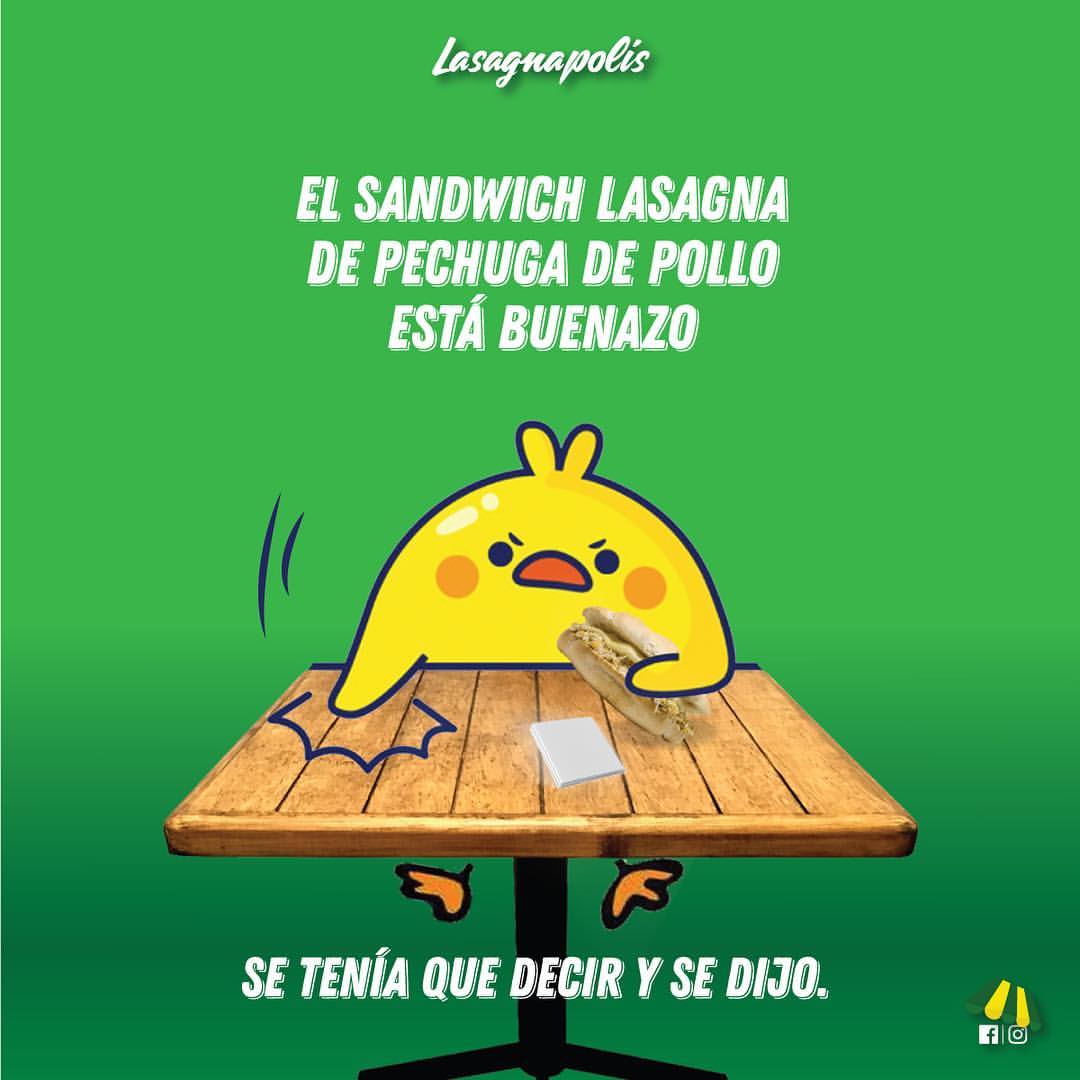 Lasagnapolis
EL SANDWICH LASAGNA
DE PECHUGA DE POLLO
ESTÁ BUENAZO
SE TENÍA QUE DECIR Y SE DIJO.